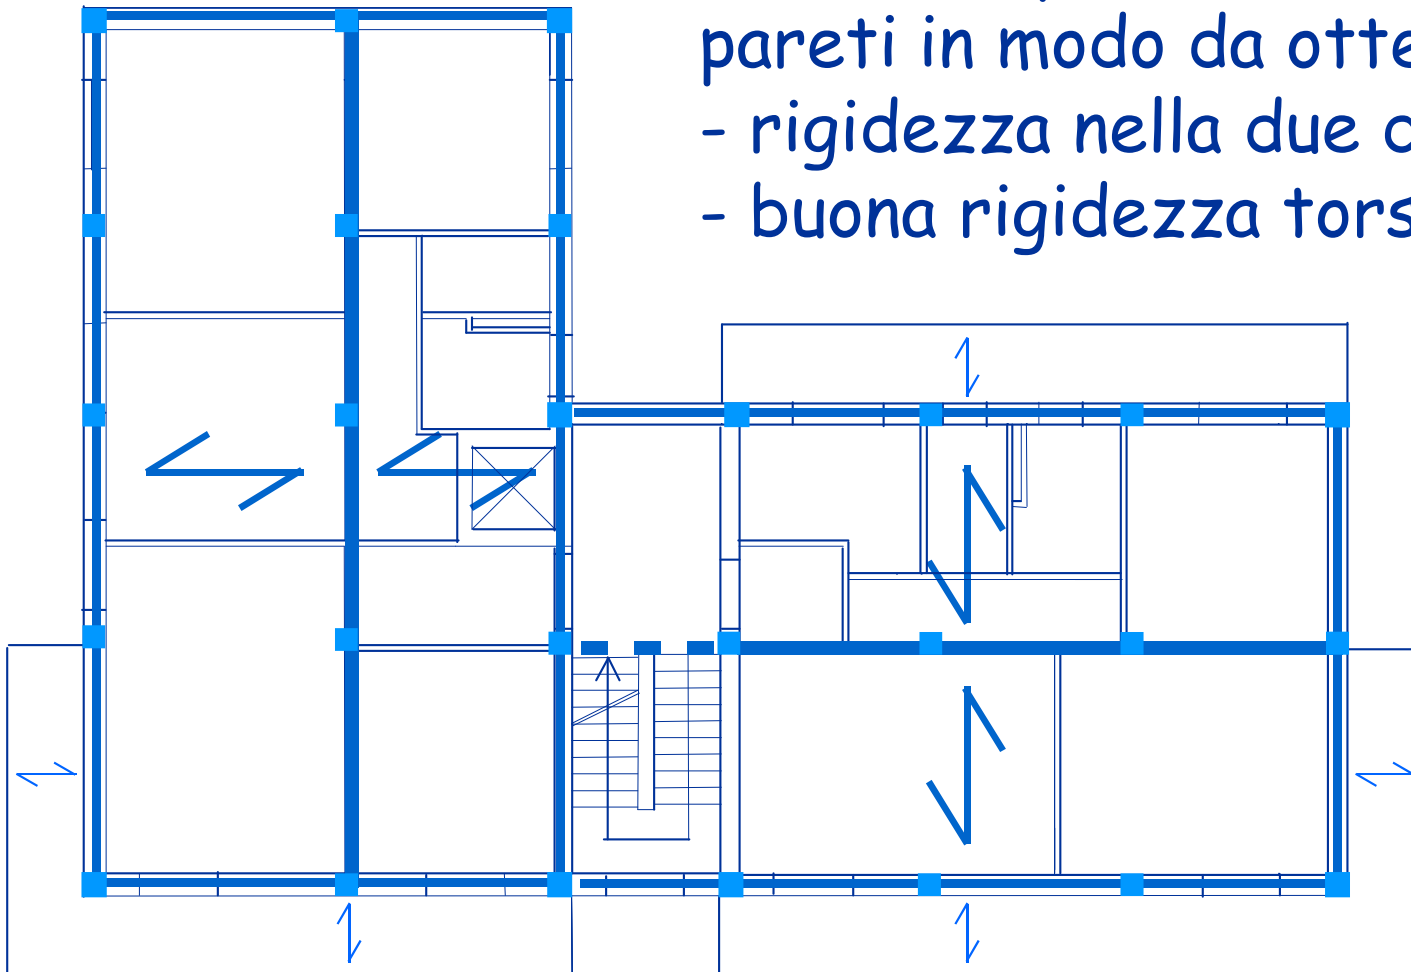 pareti in modo da otte
- rigidezza nella due
- buona rigidezza tors